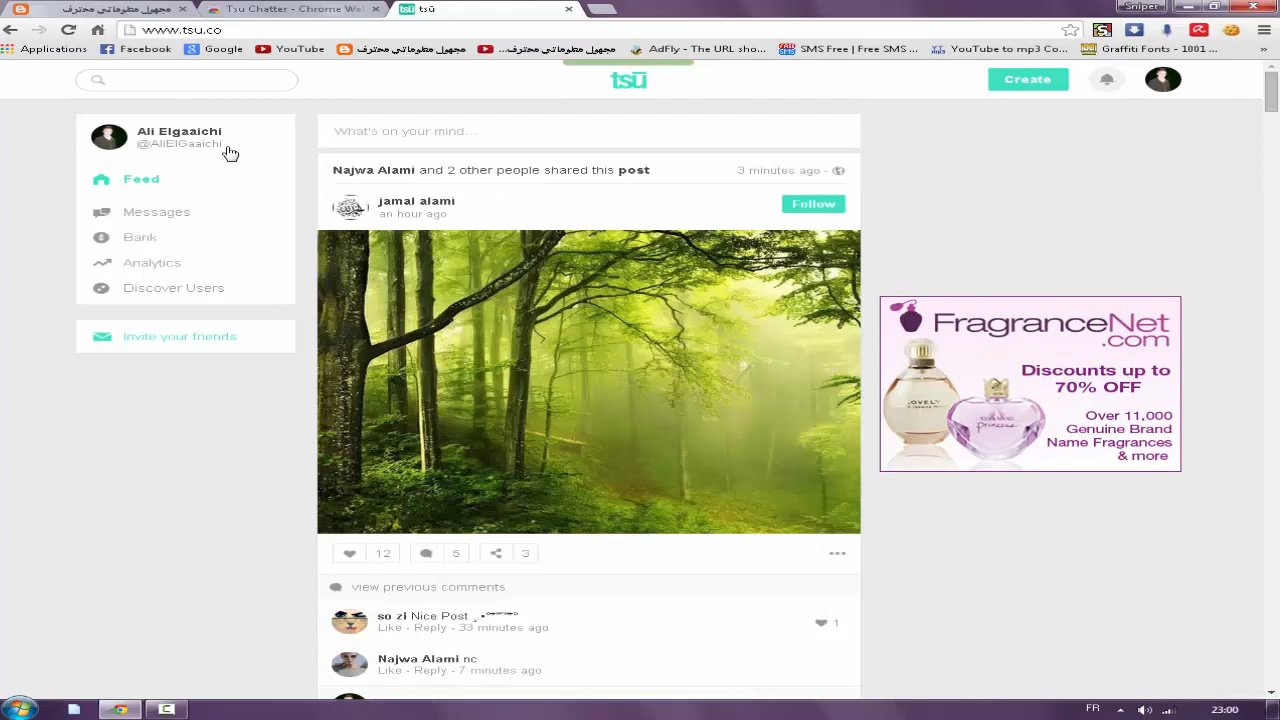 مجهول معلوماتي محترف
Tsu Chatter - Chrome Wel
tsū
Sniper
www.tsu.co
Applications
Facebook
Google
YouTube
مجهول معلوماتي محترف
مجهول معلوماتي محترف...
AdFly - The URL sho...
SMS Free | Free SMS ...
YouTube to mp3 Co...
Graffiti Fonts - 1001 ...
tsū
Create
Ali Elgaaichi
@AliElGaaichi
Feed
Messages
Bank
Analytics
Discover Users
Invite your friends
What's on your mind...
Najwa Alami and 2 other people shared this post
3 minutes ago -
jamal alami
an hour ago
Follow
12
5
3
view previous comments
so zi Nice Post
Like - Reply - 33 minutes ago
1
Najwa Alami nc
Like - Reply - 7 minutes ago
FragranceNet
.com
Discounts up to
70% OFF
Over 11,000
Genuine Brand
Name Fragrances
& more
LOVELY
princess
FR
23:00